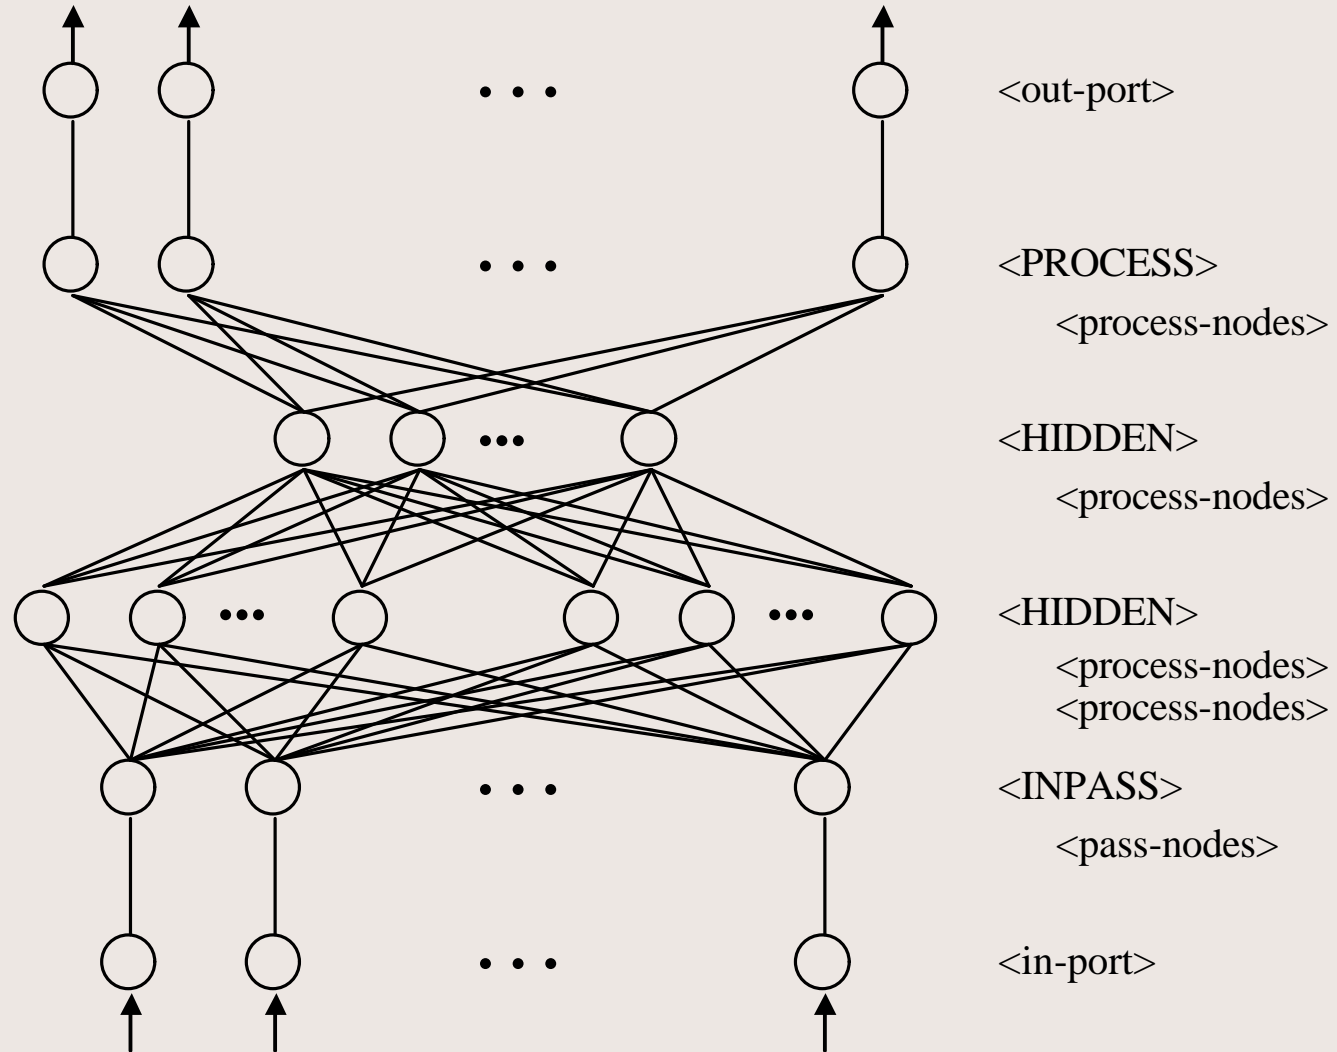 <out-port>
<PROCESS>
<process-nodes>
<HIDDEN>
<process-nodes>
<HIDDEN>
<process-nodes>
<process-nodes>
<INPASS>
<pass-nodes>
<in-port>